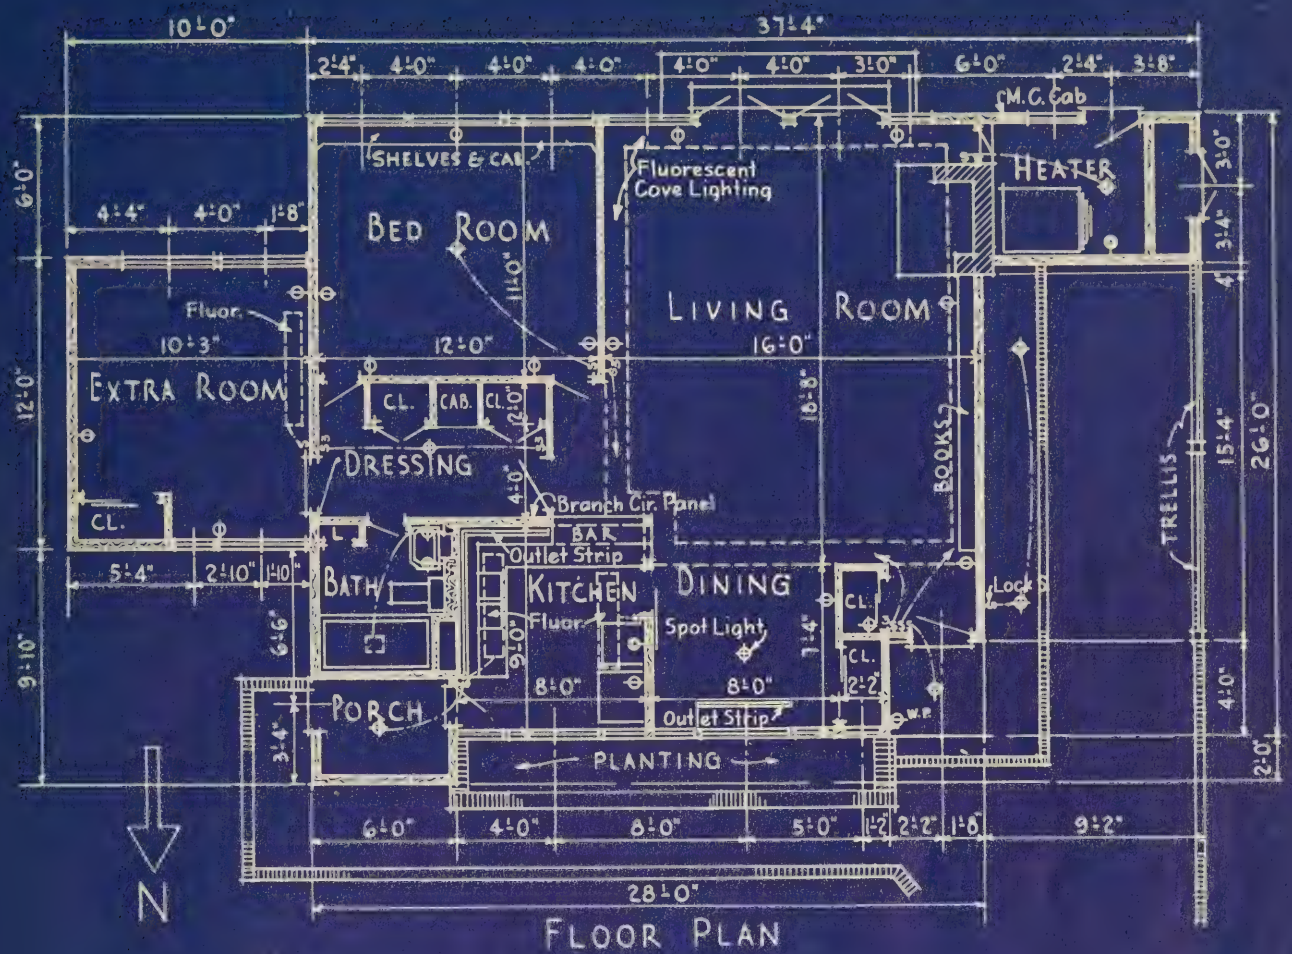 10'-0" 37'-4"
2'-4" 4'-0" 4'-0" 4'-0" 4'-0" 4'-0" 3'-0" 6'-0" 2'-4" 3'-8"
M.C. Cab
SHELVES & CAB.
Fluorescent
Cove Lighting
HEATER
3'-0"
6'-0"
4'-4" 4'-0" 1'-8"
BED ROOM
11'-0"
3'-4"
4"
LIVING ROOM
Fluor.
10'-3" 12'-0" 16'-0"
EXTRA ROOM
12'-0"
CL. CAB. CL. 2'-0"
18'-8"
15'-4"
26'-0"
S
S3
S3
DRESSING
BOOKS
TRELLIS
4'-0"
Branch Cir. Panel
CL.
L
BAR
Outlet Strip
5'-4" 2'-10" 1'-10"
BATH
KITCHEN
DINING
CL.
Lock
Fluor.
Spot Light
6'-6"
9'-0"
7'-4"
9'-10"
CL.
8'-0" 8'-0" 2'-2"
4'-0"
PORCH
Outlet Strip
W.P.
3'-4"
PLANTING
2'-0"
6'-0" 4'-0" 8'-0" 5'-0" 1'-2" 2'-2" 1'-8" 9'-2"
N
28'-0"
FLOOR PLAN